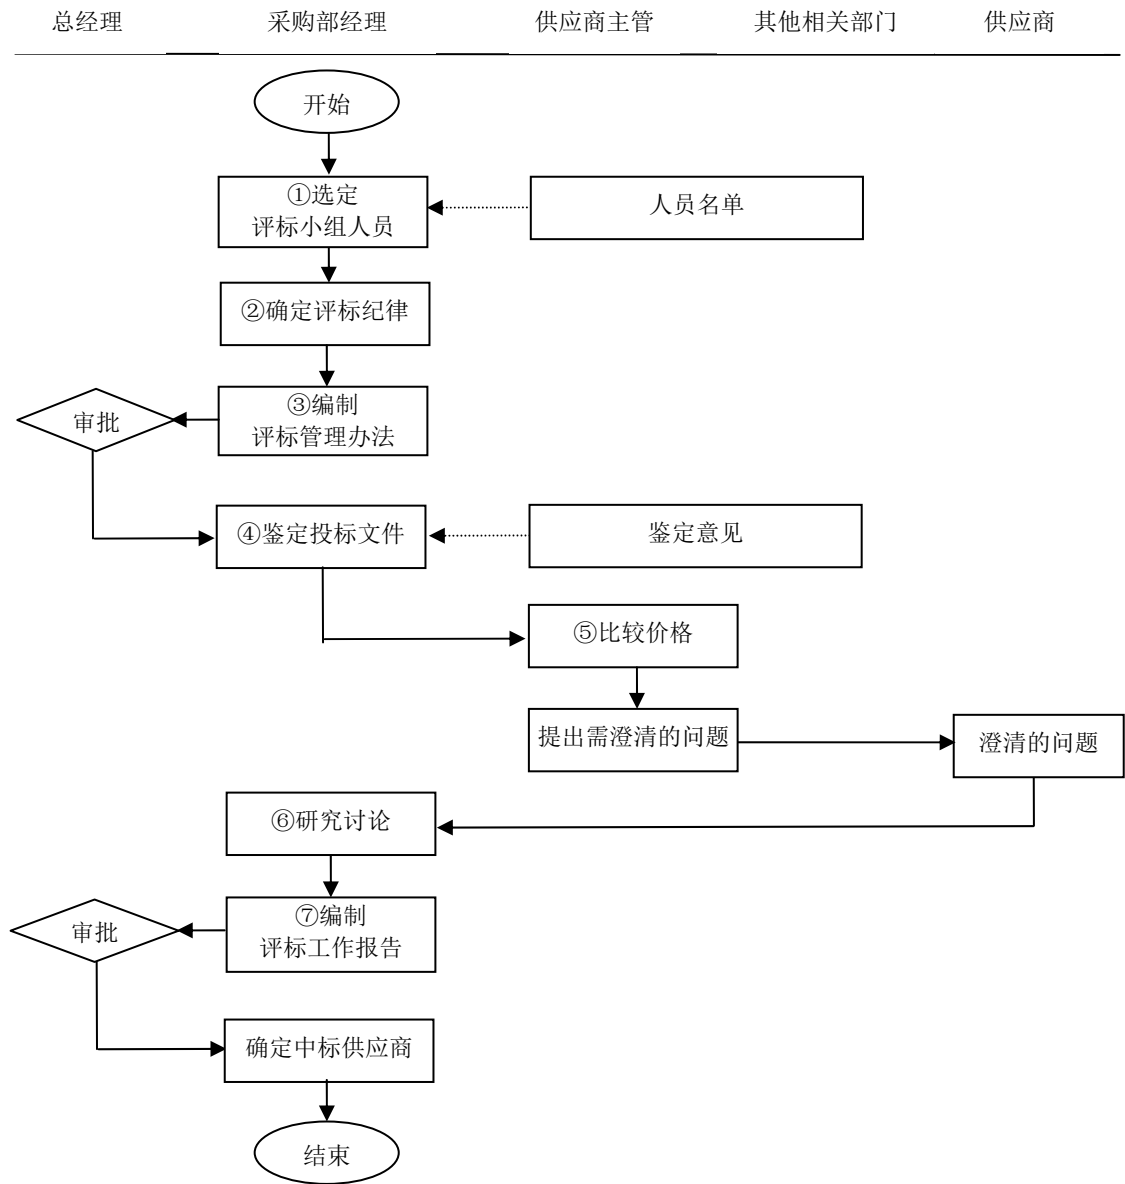 总经理 采购部经理 供应商主管 其他相关部门 供应商
开始
①选定
评标小组人员
人员名单
②确定评标纪律
③编制
评标管理办法
审批
④鉴定投标文件
鉴定意见
⑤比较价格
提出需澄清的问题
澄清的问题
⑥研究讨论
⑦编制
评标工作报告
审批
确定中标供应商
结束